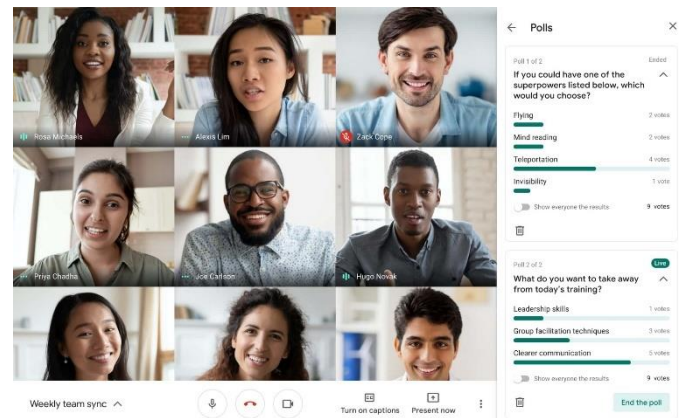 Rosa Michaels
Alexis Lim
Zack Cope
Priya Chadha
Joe Carlson
Hugo Novak
Weekly team sync
Turn on captions
Present now
Polls
Poll 1 of 2
Ended
If you could have one of the
superpowers listed below, which
would you choose?
Flying 2 votes
Mind reading 2 votes
Teleportation 4 votes
Invisibility 1 vote
Show everyone the results 9 votes
Poll 2 of 2
Live
What do you want to take away
from today's training?
Leadership skills 1 votes
Group facilitation techniques 3 votes
Clearer communication 5 votes
Show everyone the results 9 votes
End the poll